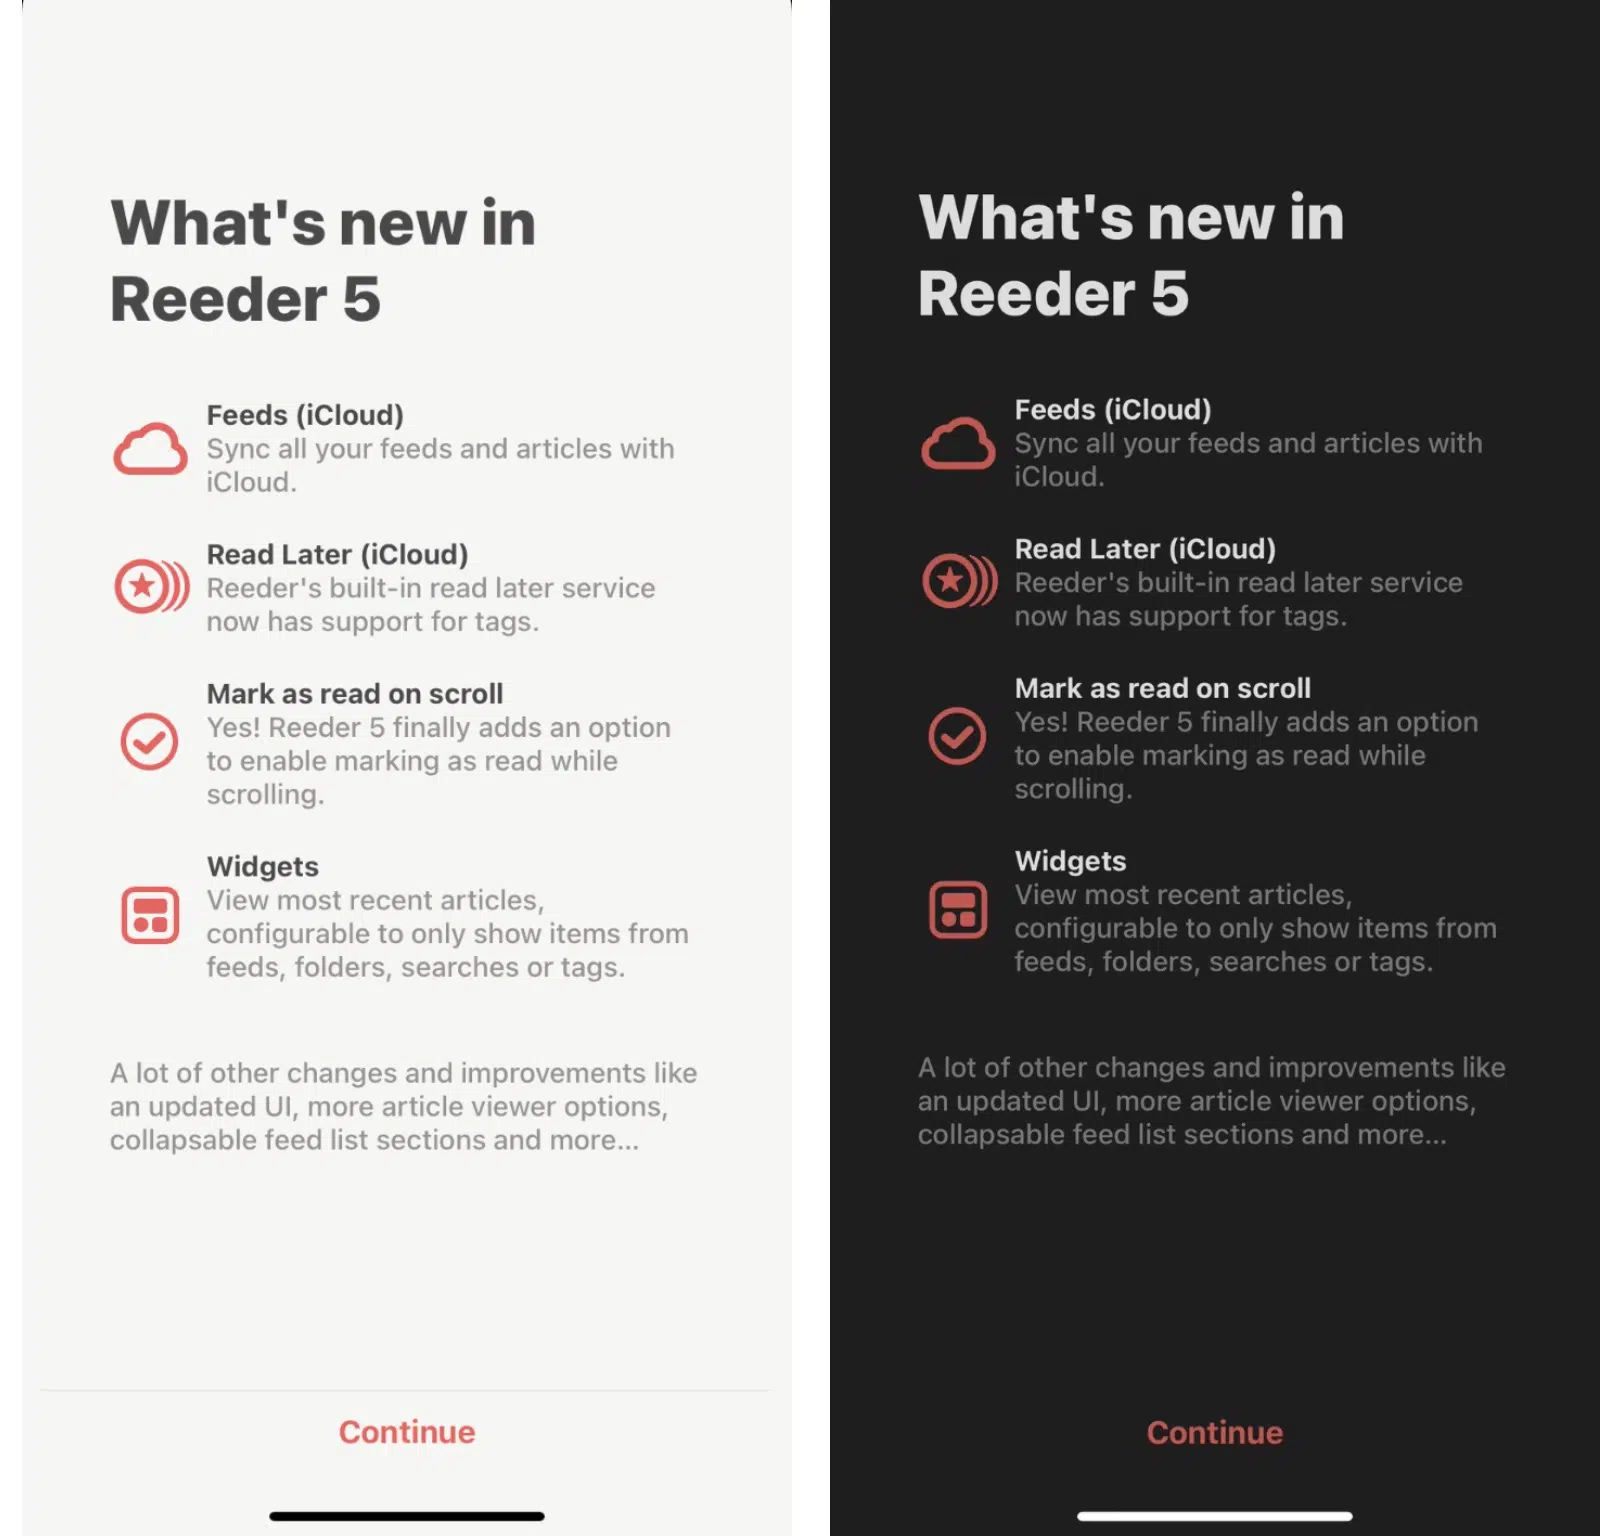 What's new in
Reeder 5
Feeds (iCloud)
Sync all your feeds and articles with
iCloud.
Read Later (iCloud)
Reeder's built-in read later service
now has support for tags.
Mark as read on scroll
Yes! Reeder 5 finally adds an option
to enable marking as read while
scrolling.
Widgets
View most recent articles,
configurable to only show items from
feeds, folders, searches or tags.
A lot of other changes and improvements like
an updated UI, more article viewer options,
collapsable feed list sections and more...
Continue
What's new in
Reeder 5
Feeds (iCloud)
Sync all your feeds and articles with
iCloud.
Read Later (iCloud)
Reeder's built-in read later service
now has support for tags.
Mark as read on scroll
Yes! Reeder 5 finally adds an option
to enable marking as read while
scrolling.
Widgets
View most recent articles,
configurable to only show items from
feeds, folders, searches or tags.
A lot of other changes and improvements like
an updated UI, more article viewer options,
collapsable feed list sections and more...
Continue